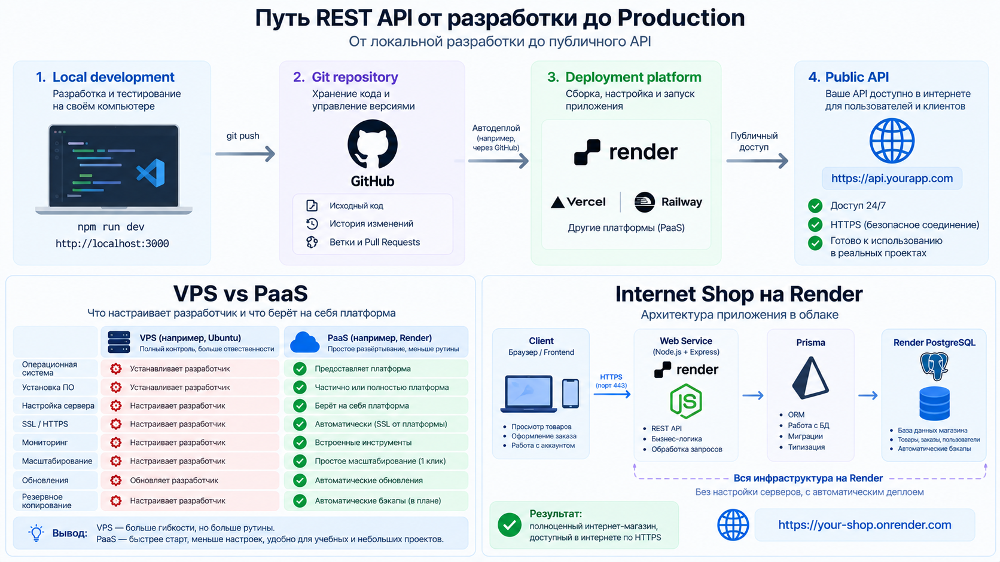 Путь REST API от разработки до Production
От локальной разработки до публичного API
1. Local development
Разработка и тестирование
на своём компьютере
npm run dev
http://localhost:3000
git push
2. Git repository
Хранение кода и
управление версиями
GitHub
Исходный код
История изменений
Ветки и Pull Requests
Автодеплой
(например,
через GitHub)
3. Deployment platform
Сборка, настройка и запуск
приложения
render
Vercel
Railway
Другие платформы (PaaS)
Публичный
доступ
4. Public API
Ваше API доступно в интернете
для пользователей и клиентов
https://api.yourapp.com
Доступ 24/7
HTTPS (безопасное соединение)
Готово к использованию
в реальных проектах
VPS vs PaaS
Что настраивает разработчик и что берёт на себя платформа
VPS (например, Ubuntu)
Полный контроль, больше отвественности
PaaS (например, Render)
Простое развёртывание, меньше рутины
Операционная
система
Устанавливает разработчик
Предоставляет платформа
Установка ПО
Устанавливает разработчик
Частично или полностью платформа
Настройка сервера
Настраивает разработчик
Берёт на себя платформа
SSL / HTTPS
Настраивает разработчик
Автоматически (SSL от платформы)
Мониторинг
Настраивает разработчик
Встроенные инструменты
Масштабирование
Настраивает разработчик
Простое масштабирование (1 клик)
Обновления
Обновляет разработчик
Автоматические обновления
Резервное
копирование
Настраивает разработчик
Автоматические бэкапы (в плане)
Вывод:
VPS — больше гибкости, но больше рутины.
PaaS — быстрее старт, меньше настроек, удобно для учебных и небольших проектов.
Internet Shop на Render
Архитектура приложения в облаке
Client
Браузер / Frontend
• Просмотр товаров
• Оформление заказа
• Работа с аккаунтом
HTTPS
(порт 443)
Web Service
(Node.js + Express)
render
JS
• REST API
• Бизнес-логика
• Обработка запросов
Prisma
• ORM
• Работа с БД
• Миграции
• Типизация
Render PostgreSQL
• База данных магазина
• Товары, заказы, пользователи
• Автоматические бэкапы
Вся инфраструктура на Render
Без настройки серверов, с автоматическим деплоем
Результат:
полноценный интернет-магазин,
доступный в интернете по HTTPS
https://your-shop.onrender.com